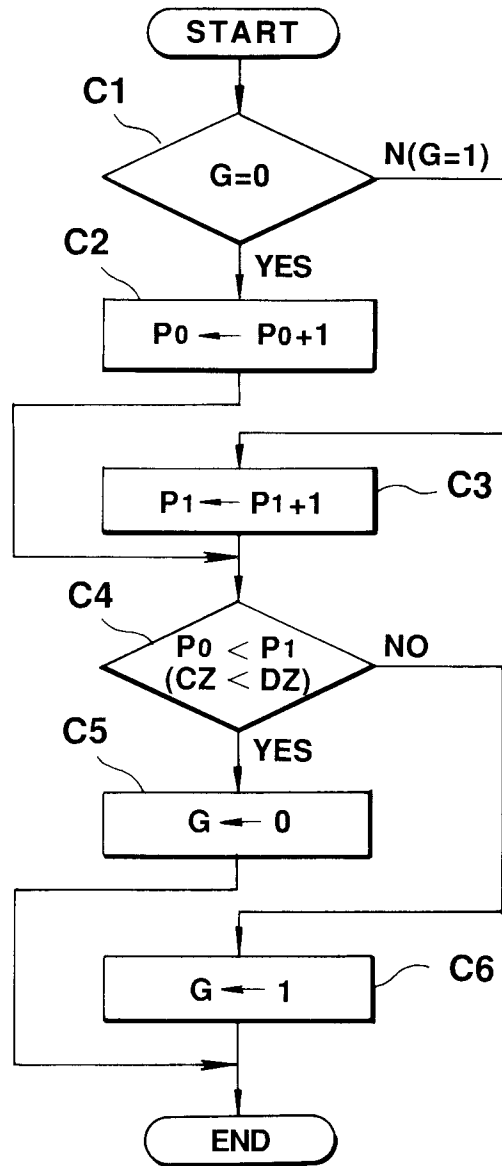 START
C1
G=0
N(G=1)
C2
YES
P0 ← P0+1
P1 ← P1+1
C3
C4
P0 < P1
(CZ < DZ)
NO
C5
YES
G ← 0
G ← 1
C6
END